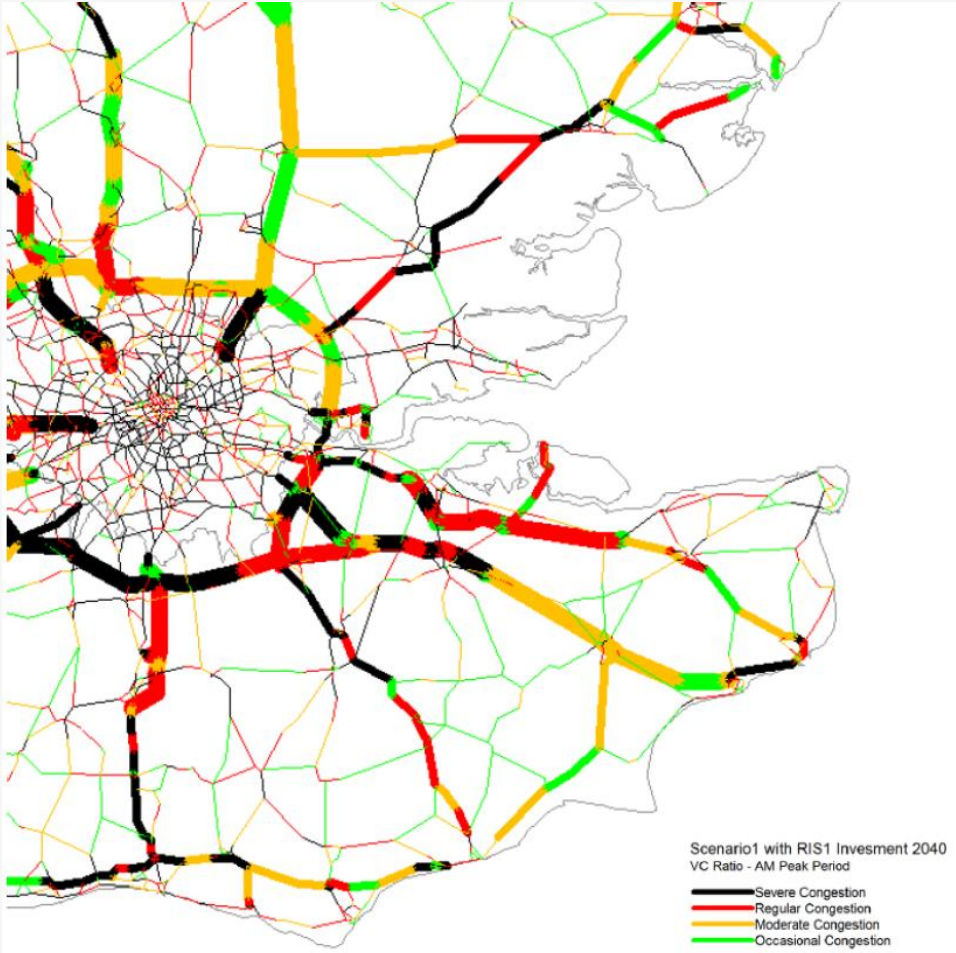 Scenario1 with RIS1 Invesment 2040
VC Ratio - AM Peak Period
Severe Congestion
Regular Congestion
Moderate Congestion
Occasional Congestion